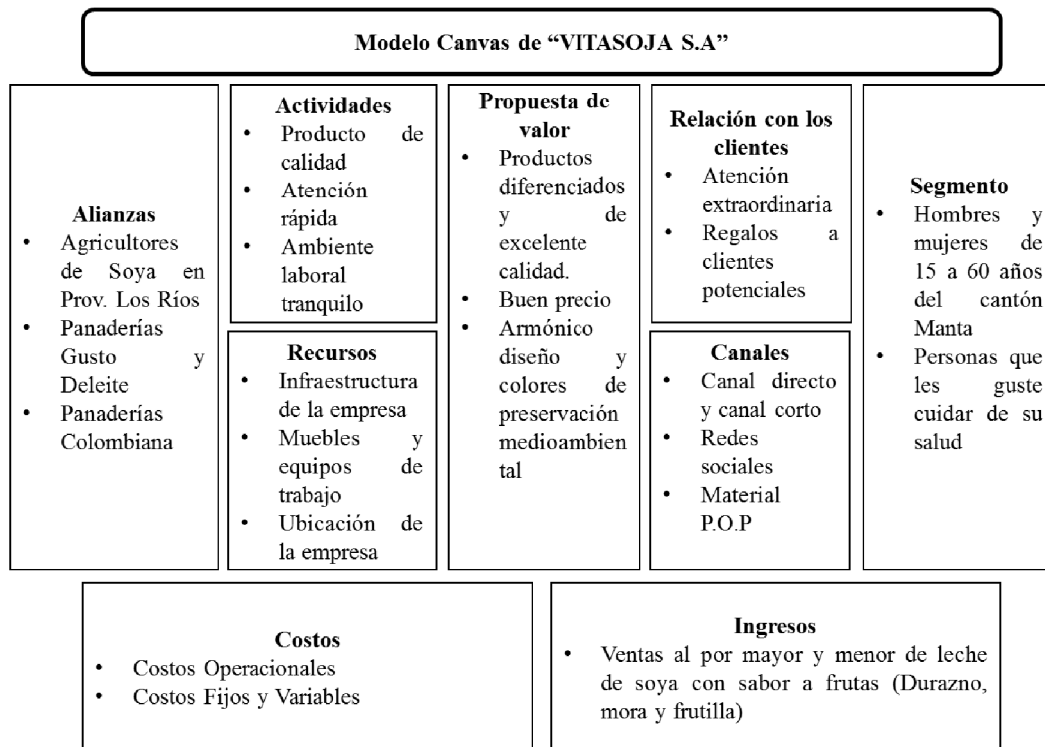 Modelo Canvas de “VITASOJA S.A”
Alianzas
• Agricultores
de Soya en
Prov. Los Ríos
• Panaderías
Gusto y
Deleite
• Panaderías
Colombiana
Actividades
• Producto de
calidad
• Atención
rápida
• Ambiente
laboral
tranquilo
Recursos
• Infraestructura
de la empresa
• Muebles y
equipos de
trabajo
• Ubicación de
la empresa
Propuesta de
valor
• Productos
diferenciados
y de
excelente
calidad.
• Buen precio
• Armónico
diseño y
colores de
preservación
medioambien
tal
Relación con los
clientes
• Atención
extraordinaria
• Regalos a
clientes
potenciales
Canales
• Canal directo
y canal corto
• Redes
sociales
• Material
P.O.P
Segmento
• Hombres y
mujeres de
15 a 60 años
del cantón
Manta
• Personas que
les guste
cuidar de su
salud
Costos
• Costos Operacionales
• Costos Fijos y Variables
Ingresos
• Ventas al por mayor y menor de leche
de soya con sabor a frutas (Durazno,
mora y frutilla)